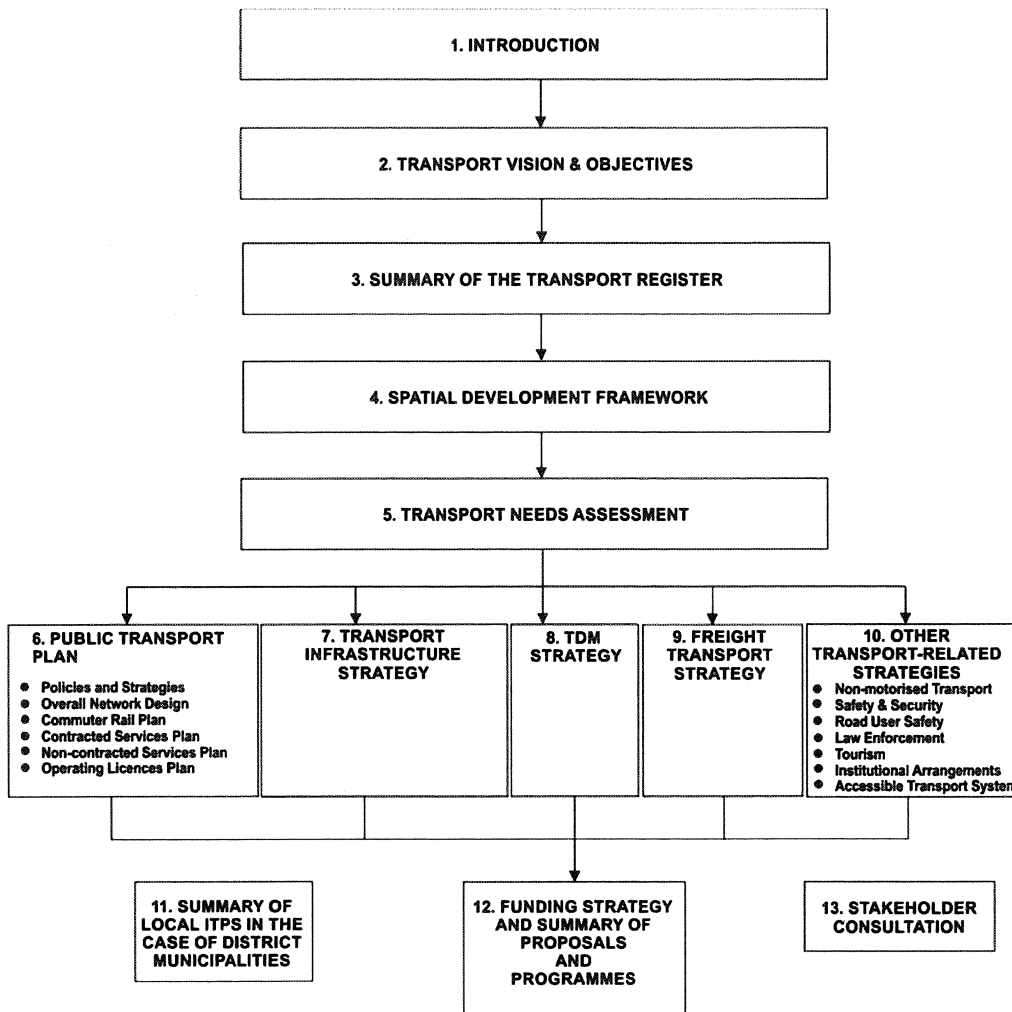 1. INTRODUCTION
2. TRANSPORT VISION & OBJECTIVES
3. SUMMARY OF THE TRANSPORT REGISTER
4. SPATIAL DEVELOPMENT FRAMEWORK
5. TRANSPORT NEEDS ASSESSMENT
6. PUBLIC TRANSPORT
PLAN
● Policies and Strategies
● Overall Network Design
● Commuter Rail Plan
● Contracted Services Plan
● Non-contracted Services Plan
● Operating Licences Plan
7. TRANSPORT
INFRASTRUCTURE
STRATEGY
8. TDM
STRATEGY
9. FREIGHT
TRANSPORT
STRATEGY
10. OTHER
TRANSPORT-RELATED
STRATEGIES
● Non-motorised Transport
● Safety & Security
● Road User Safety
● Law Enforcement
● Tourism
● Institutional Arrangements
● Accessible Transport System
11. SUMMARY OF
LOCAL ITPS IN THE
CASE OF DISTRICT
MUNICIPALITIES
12. FUNDING STRATEGY
AND SUMMARY OF
PROPOSALS
AND
PROGRAMMES
13. STAKEHOLDER
CONSULTATION